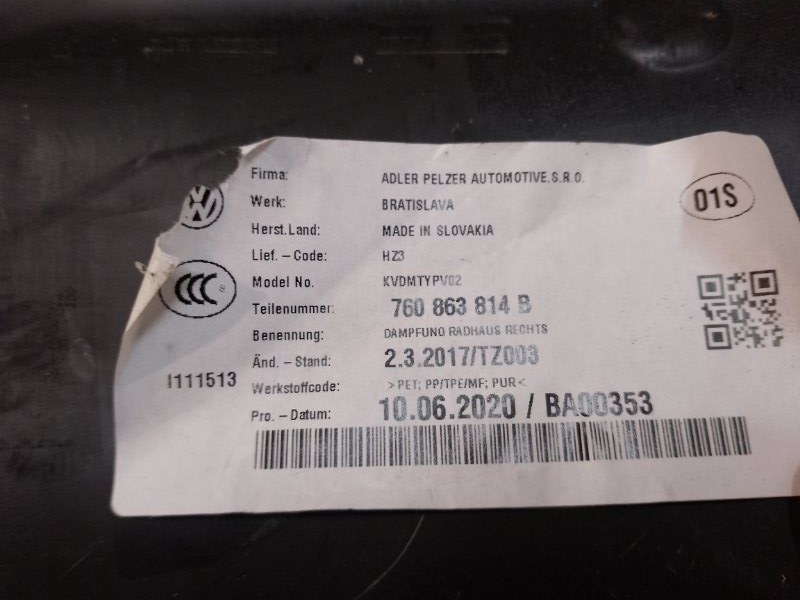 Firma: ADLER PELZER AUTOMOTIVE.S.R.O.
01S
Werk: BRATISLAVA
Herst.Land: MADE IN SLOVAKIA
Lief. - Code: HZ3
CCC S
Model No. KVDMTYPV02
Teilenummer: 760 863 814 B
Benennung: DAMPFUNG RADHAUS RECHTS
Änd. - Stand: 2.3.2017/TZ003
I111513
Werkstoffcode: >PET; PP/TPE/MF; PUR<
Pro. - Datum: 10.06.2020 / BA00353